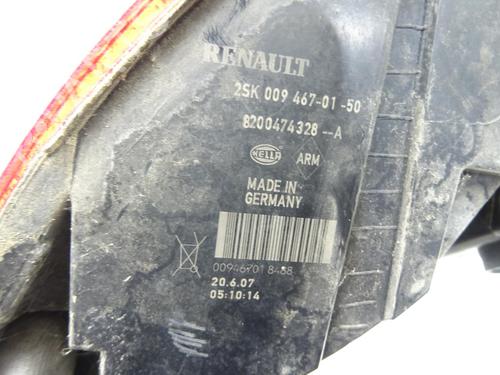 RENAULT
2SK 009 467-01-50
8200474328--A
HELLA ARM
MADE IN
GERMANY
20.6.07
05:10:14